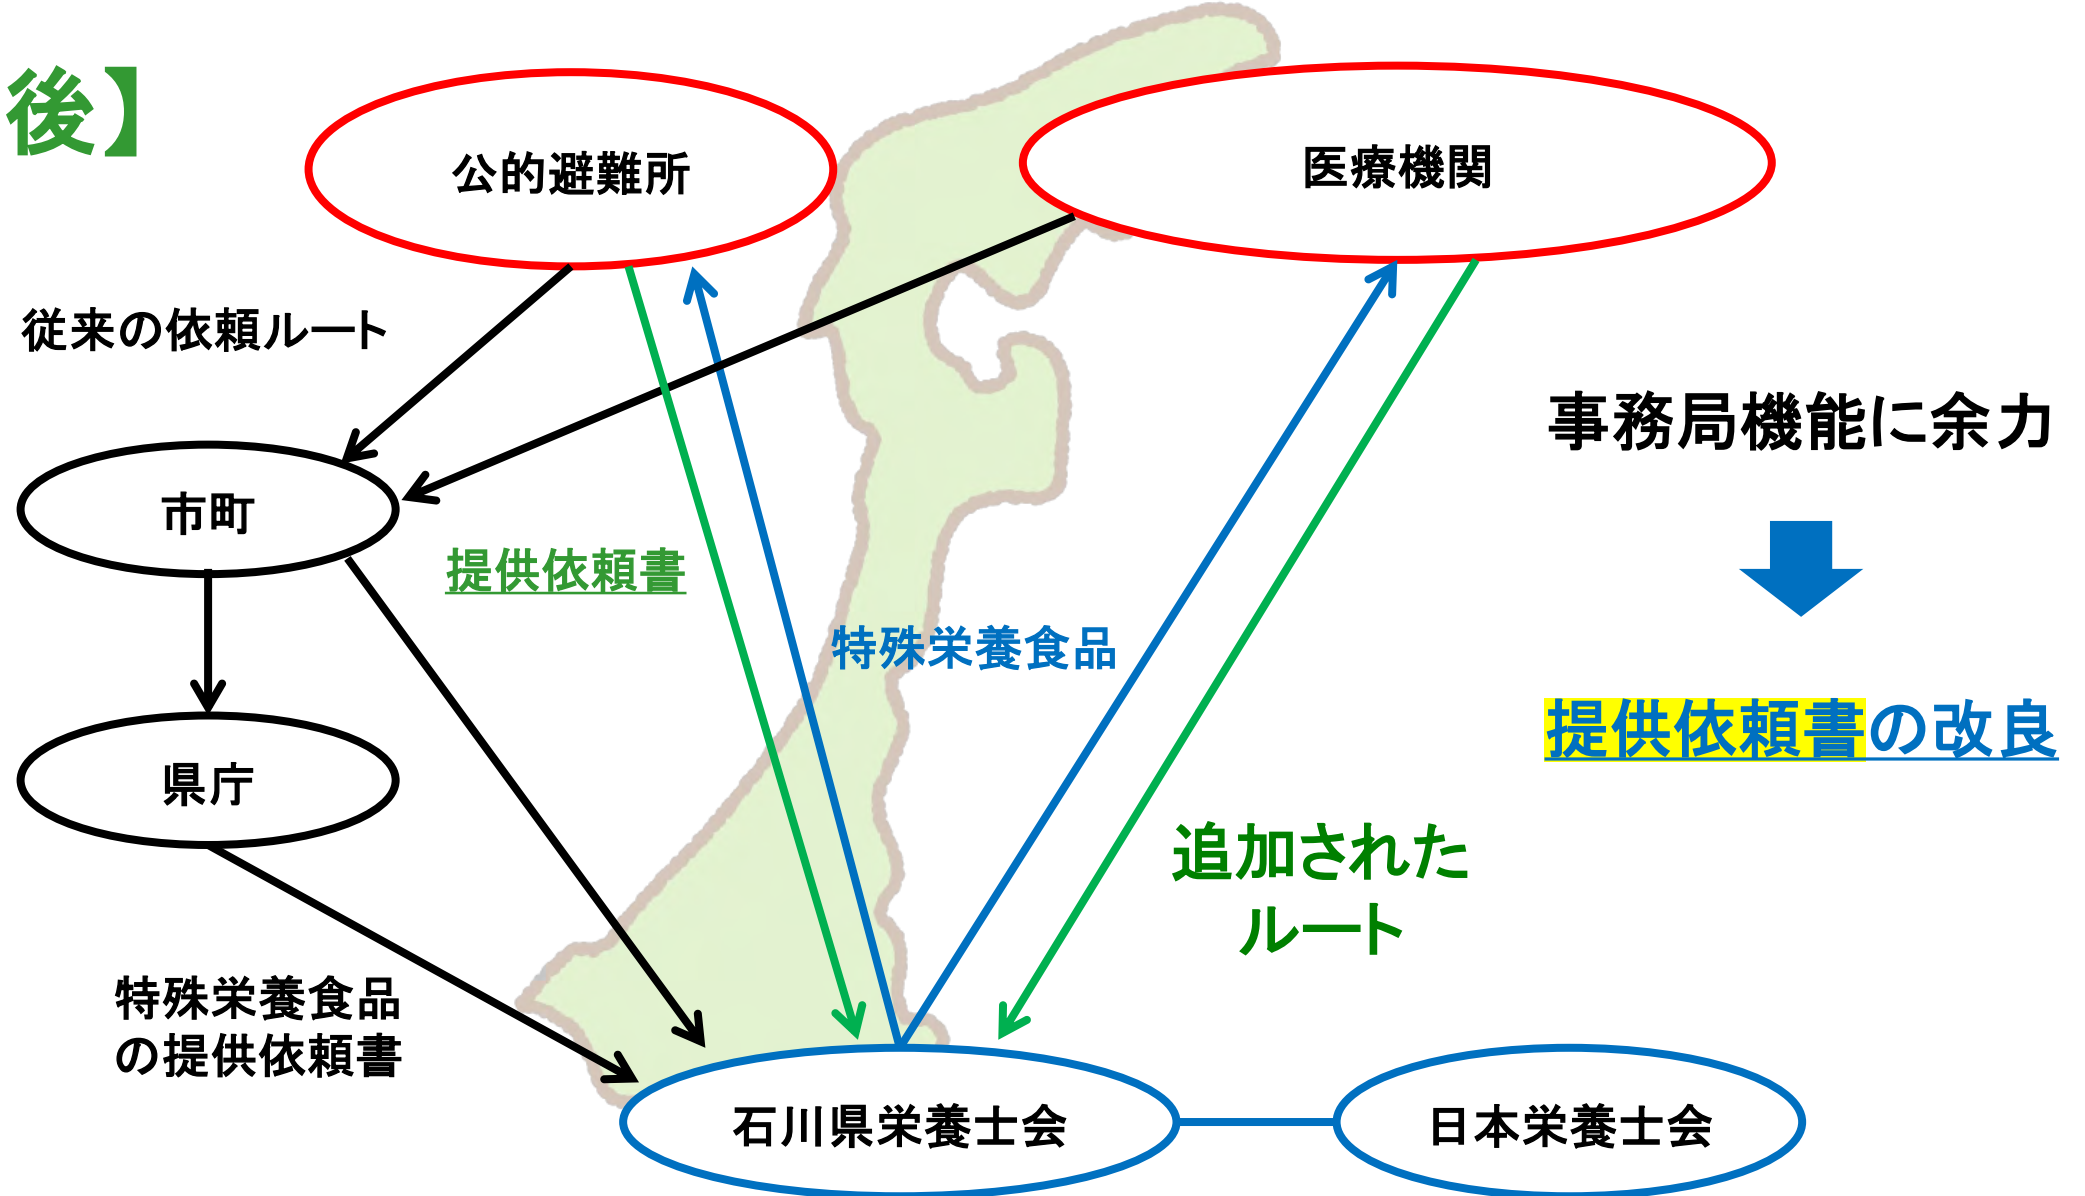 後】
公的避難所
医療機関
従来の依頼ルート
事務局機能に余力
市町
提供依頼書
特殊栄養食品
提供依頼書の改良
県庁
追加された
ルート
特殊栄養食品
の提供依頼書
石川県栄養士会
日本栄養士会